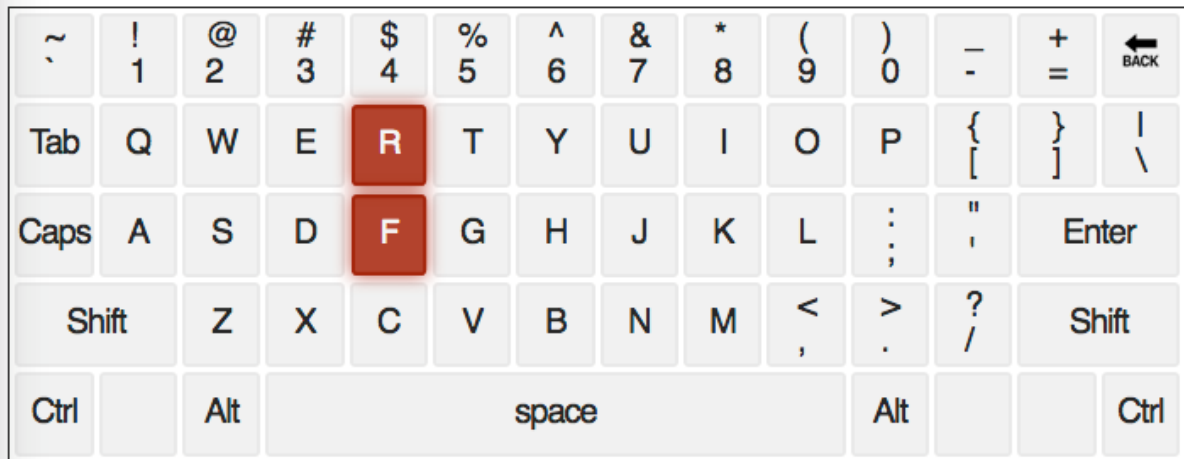 ~ ! @ # $ % ^ & * ( ) _ +
` 1 2 3 4 5 6 7 8 9 0 - = BACK
Tab Q W E R T Y U I O P { } |
[ ] \
Caps A S D F G H J K L : " Enter
; '
Shift Z X C V B N M < > ? Shift
, . /
Ctrl Alt space Alt Ctrl